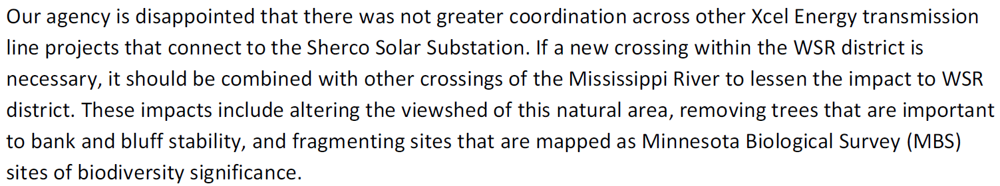 Our agency is disappointed that there was not greater coordination across other Xcel Energy transmission
line projects that connect to the Sherco Solar Substation. If a new crossing within the WSR district is
necessary, it should be combined with other crossings of the Mississippi River to lessen the impact to WSR
district. These impacts include altering the viewshed of this natural area, removing trees that are important
to bank and bluff stability, and fragmenting sites that are mapped as Minnesota Biological Survey (MBS)
sites of biodiversity significance.